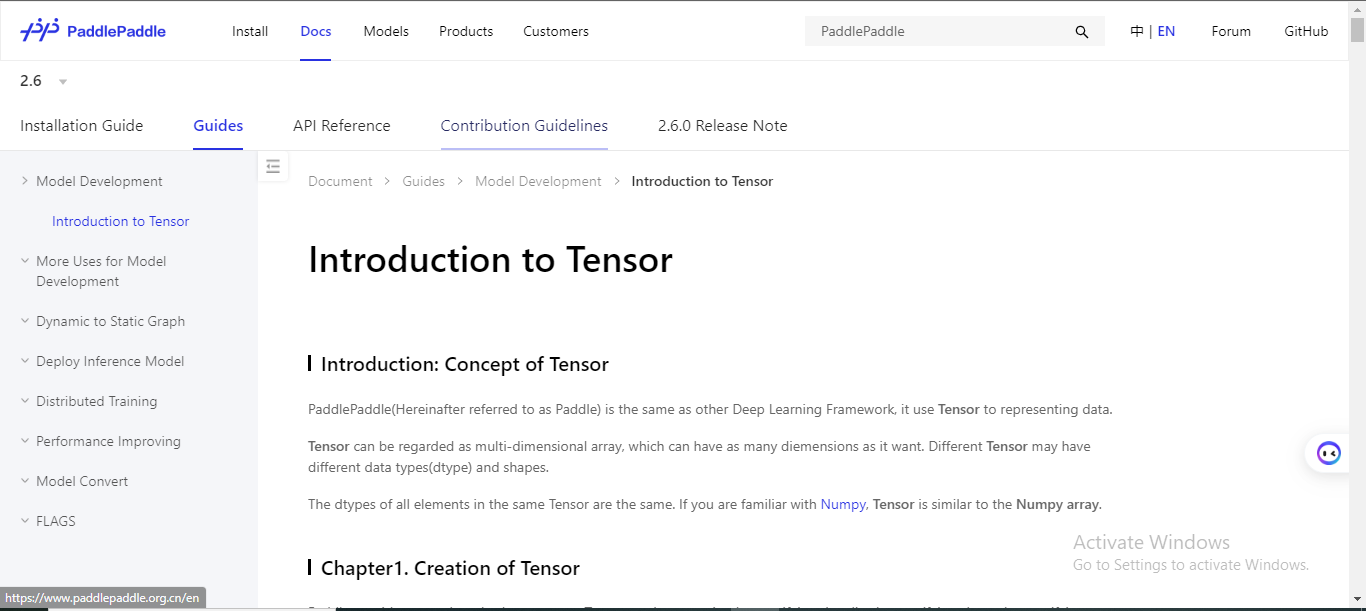 PaddlePaddle
Install
Docs
Models
Products
Customers
PaddlePaddle
中 | EN
Forum
GitHub
2.6
Installation Guide
Guides
API Reference
Contribution Guidelines
2.6.0 Release Note
Model Development
Introduction to Tensor
More Uses for Model
Development
Dynamic to Static Graph
Deploy Inference Model
Distributed Training
Performance Improving
Model Convert
FLAGS
Document > Guides > Model Development > Introduction to Tensor
Introduction to Tensor
Introduction: Concept of Tensor
PaddlePaddle(Hereinafter referred to as Paddle) is the same as other Deep Learning Framework, it use Tensor to representing data.
Tensor can be regarded as multi-dimensional array, which can have as many diemensions as it want. Different Tensor may have
different data types(dtype) and shapes.
The dtypes of all elements in the same Tensor are the same. If you are familiar with Numpy, Tensor is similar to the Numpy array.
Chapter1. Creation of Tensor
Activate Windows
Go to Settings to activate Windows.
https://www.paddlepaddle.org.cn/en